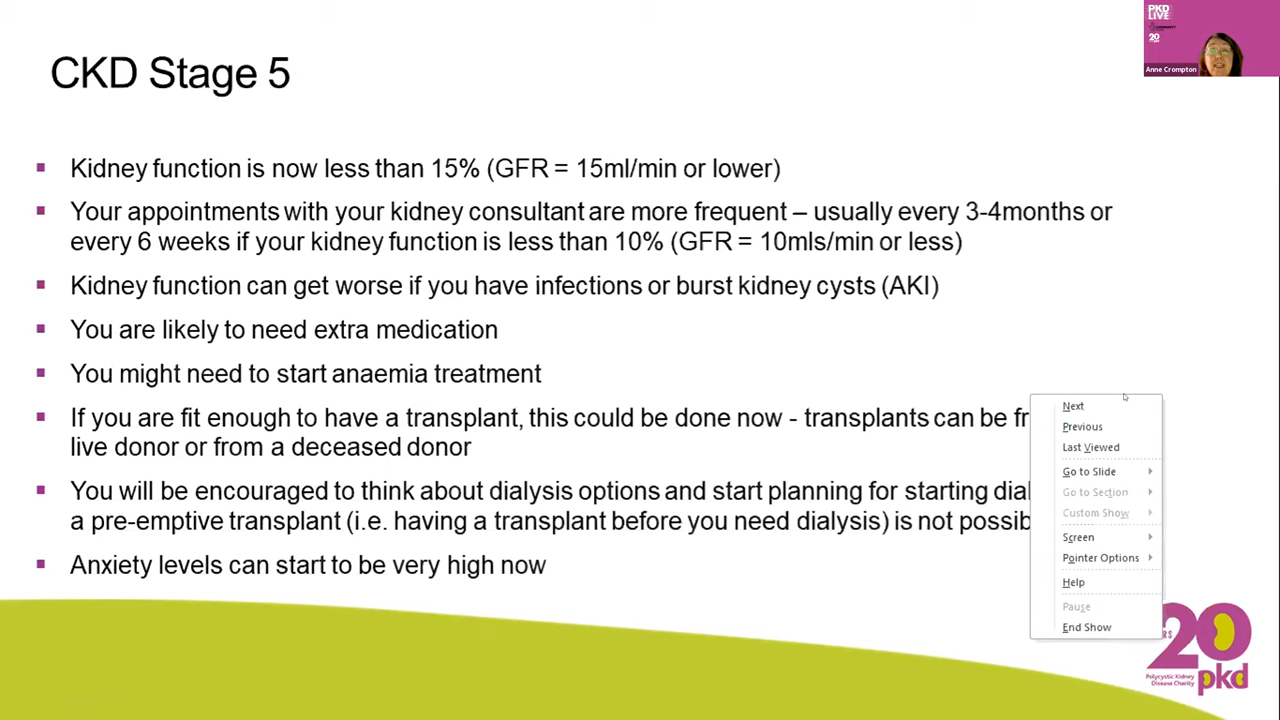 PKD
LIVE
20
Anne Crompton
CKD Stage 5
Kidney function is now less than 15% (GFR = 15ml/min or lower)
Your appointments with your kidney consultant are more frequent – usually every 3-4months or
every 6 weeks if your kidney function is less than 10% (GFR = 10mls/min or less)
Kidney function can get worse if you have infections or burst kidney cysts (AKI)
You are likely to need extra medication
You might need to start anaemia treatment
If you are fit enough to have a transplant, this could be done now - transplants can be
live donor or from a deceased donor
You will be encouraged to think about dialysis options and start planning for starting
a pre-emptive transplant (i.e. having a transplant before you need dialysis) is not
Anxiety levels can start to be very high now
Next
Previous
Last Viewed
Go to Slide
Go to Section
Custom Show
Screen
Pointer Options
Help
Pause
End Show
20
pkd
Polycystic Kidney
Disease Charity